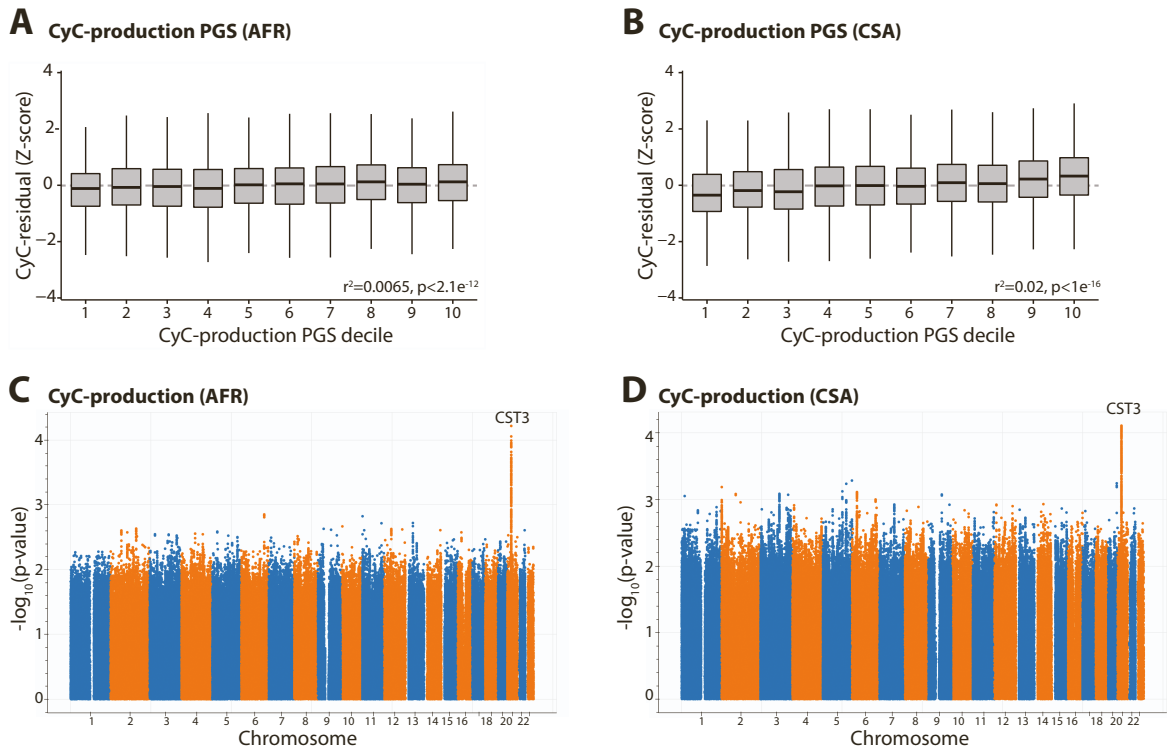 A CyC-production PGS (AFR)
CyC-residual (Z-score)
4
2
0
−2
−4
r²=0.0065, p<2.1e⁻¹²
1 2 3 4 5 6 7 8 9 10
CyC-production PGS decile
B CyC-production PGS (CSA)
CyC-residual (Z-score)
4
2
0
−2
−4
r²=0.02, p<1e⁻¹⁶
1 2 3 4 5 6 7 8 9 10
CyC-production PGS decile
C CyC-production (AFR)
CST3
-log₁₀(p-value)
4
3
2
1
0
1 2 3 4 5 6 7 8 9 10 11 12 13 14 15 16 18 20 22
Chromosome
D CyC-production (CSA)
CST3
-log₁₀(p-value)
4
3
2
1
0
1 2 3 4 5 6 7 8 9 10 11 12 13 14 15 16 18 20 22
Chromosome